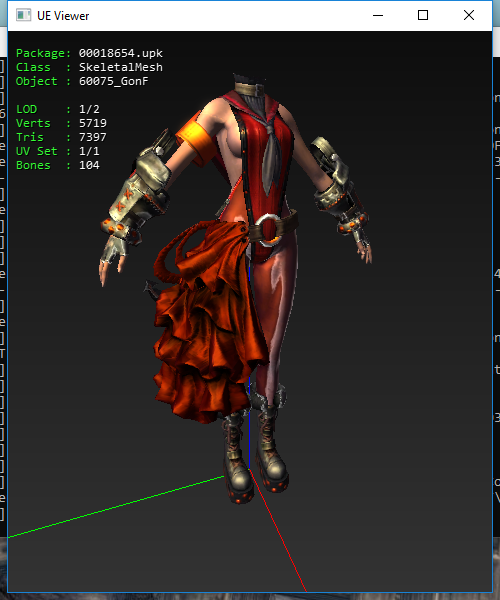 UE Viewer
Package: 00018654.upk
Class : SkeletalMesh
Object : 60075_GonF
LOD : 1/2
Verts : 5719
Tris : 7397
UV Set : 1/1
Bones : 104